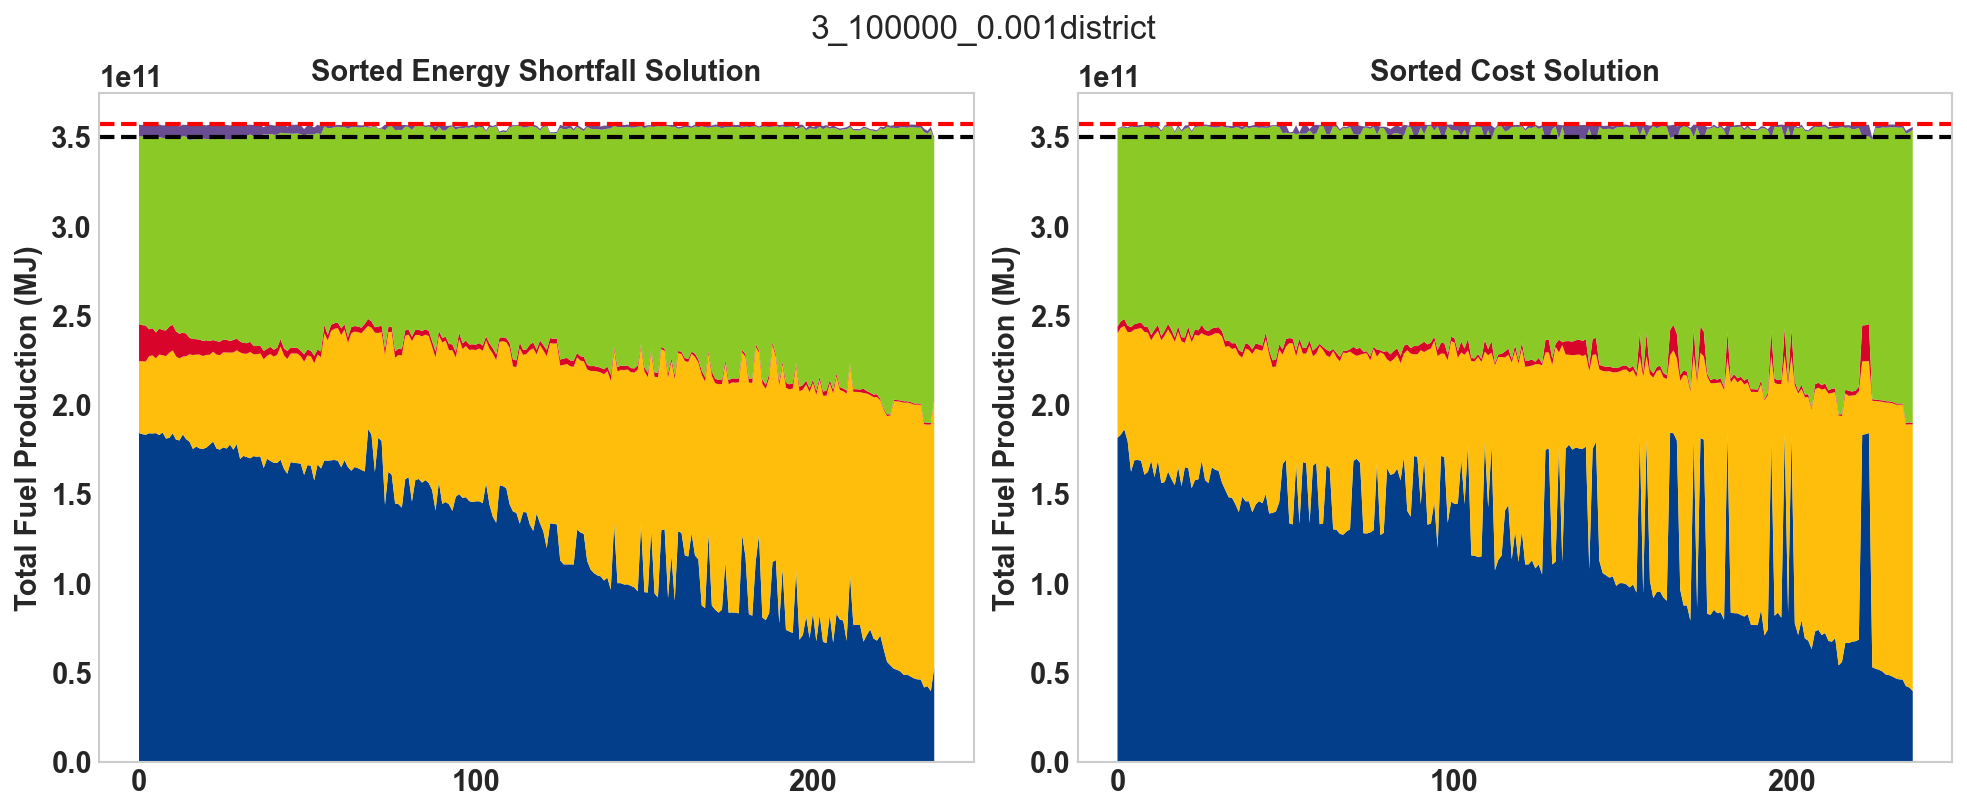 3_100000_0.001district
Sorted Energy Shortfall Solution
1e11
Total Fuel Production (MJ)
3.5
3.0
2.5
2.0
1.5
1.0
0.5
0.0
0 100 200
Sorted Cost Solution
1e11
Total Fuel Production (MJ)
3.5
3.0
2.5
2.0
1.5
1.0
0.5
0.0
0 100 200